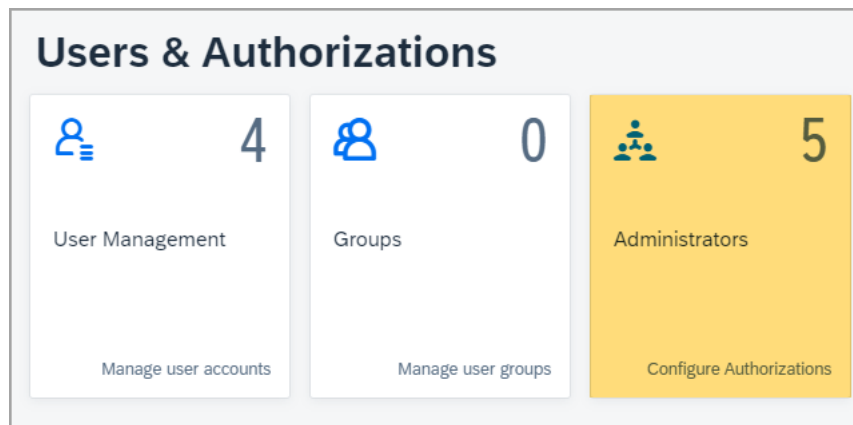 Users & Authorizations
4
User Management
Manage user accounts
0
Groups
Manage user groups
5
Administrators
Configure Authorizations